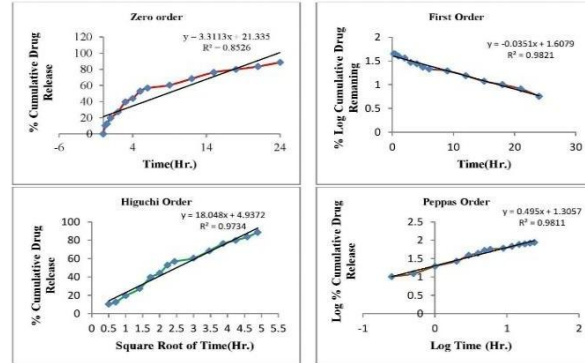 Zero order
120
100
80
60
40
20
0
y = 3.3113x + 21.335
R² = 0.8526
-6
4
14
24
Time(Hr.)
% Cumulative Drug
Release
First Order
2
1.5
1
0.5
0
y = -0.0351x + 1.6079
R² = 0.9821
0
10
20
30
Time(Hr.)
% Log Cumulative Drug
Remaning
Higuchi Order
100
80
60
40
20
0
y = 18.048x + 4.9372
R² = 0.9734
0 0.5 1 1.5 2 2.5 3 3.5 4 4.5 5 5.5
Square Root of Time(Hr.)
% Cumulative Drug
Release
Peppas Order
2.5
2
1.5
1
0.5
0
y = 0.495x + 1.3057
R² = 0.9811
-1
0
1
2
Log Time (Hr.)
Log % Cumulative Drug
Release